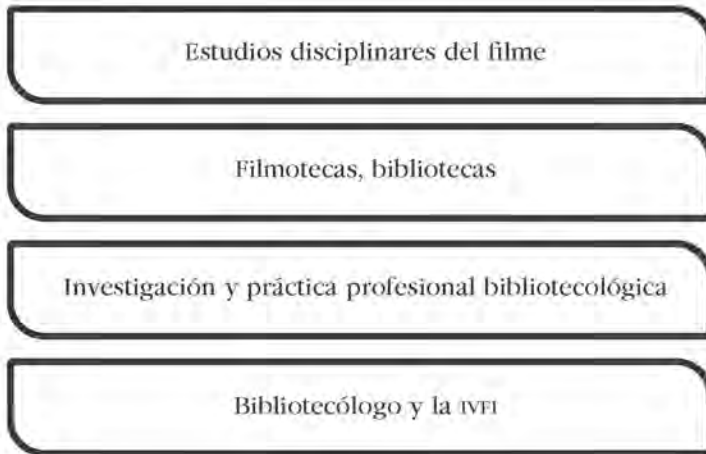 Estudios disciplinares del filme
Filmotecas, bibliotecas
Investigación y práctica profesional bibliotecológica
Bibliotecólogo y la IVFI